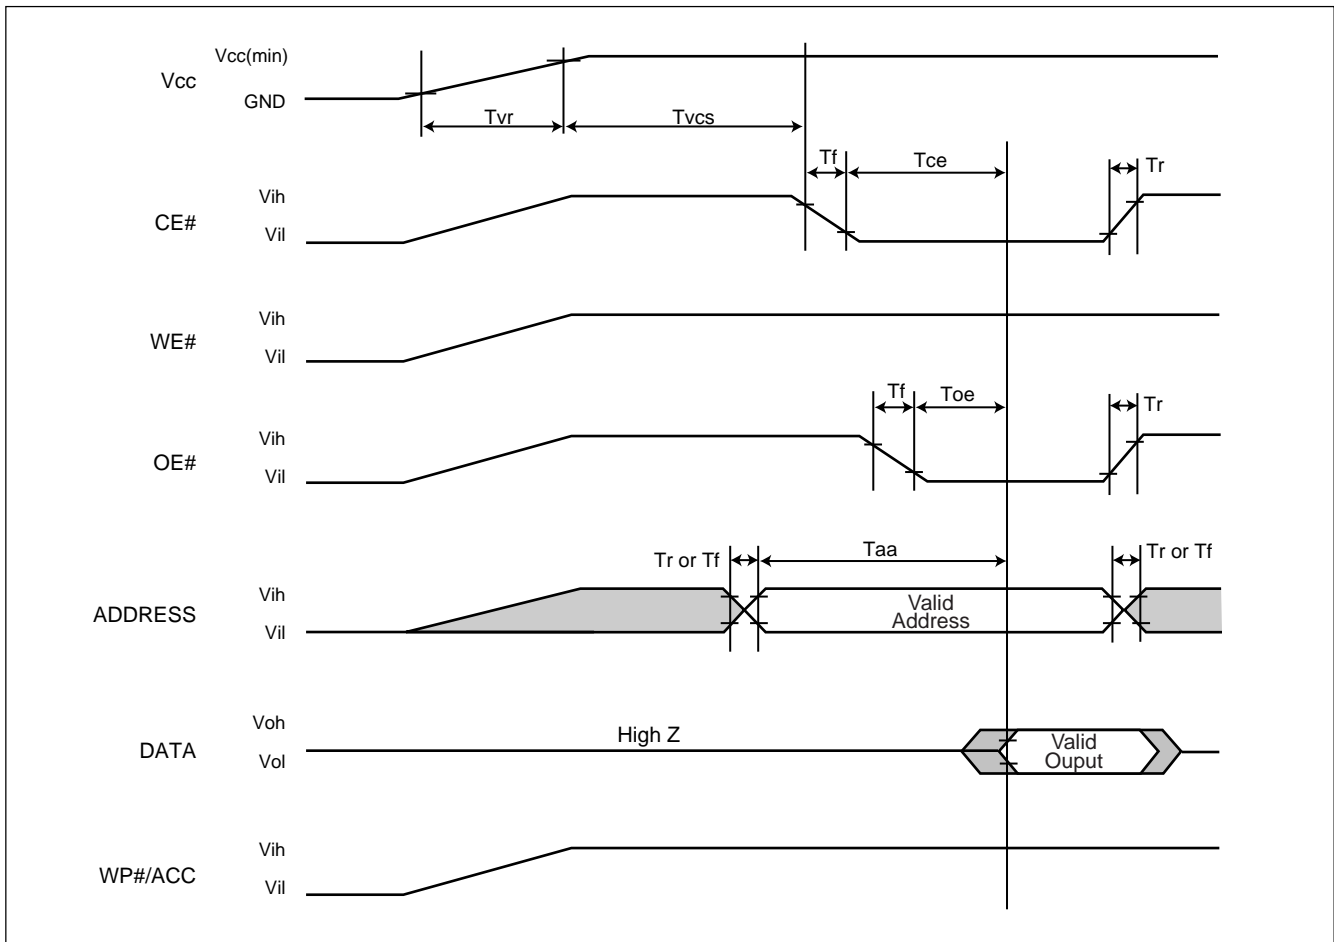 Vcc(min)
Vcc
GND
Tvr
Tvcs
Tf
Tce
Tr
Vih
CE#
Vil
Vih
WE#
Vil
Tf
Toe
Tr
Vih
OE#
Vil
Tr or Tf
Taa
Tr or Tf
Vih
ADDRESS
Vil
Valid
Address
Voh
DATA
Vol
High Z
Valid
Ouput
Vih
WP#/ACC
Vil